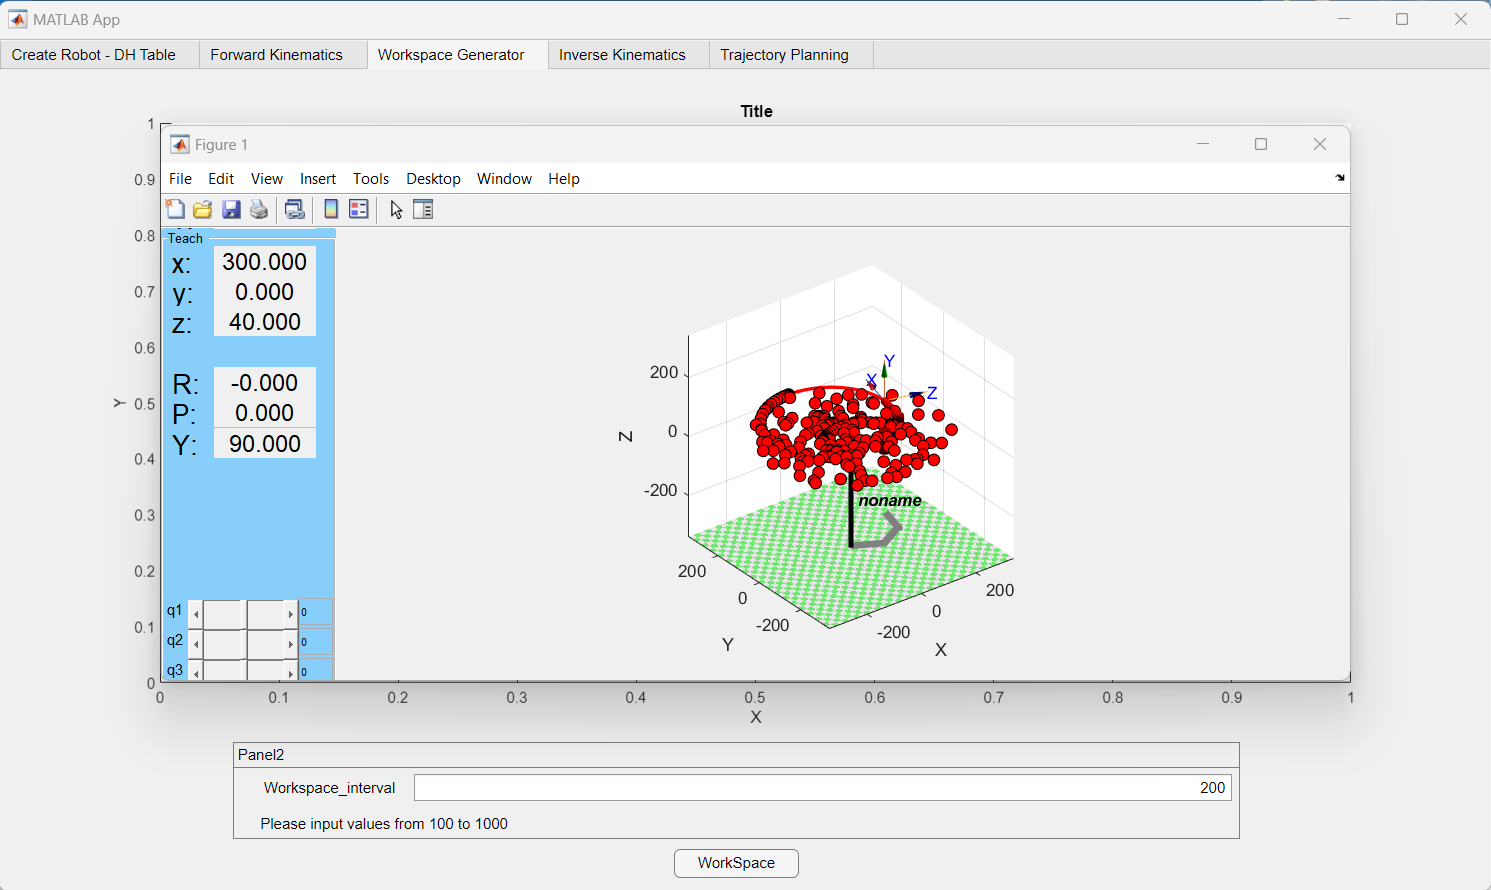 MATLAB App
Create Robot - DH Table Forward Kinematics Workspace Generator Inverse Kinematics Trajectory Planning
Title
Figure 1
File Edit View Insert Tools Desktop Window Help
Teach
x: 300.000
y: 0.000
z: 40.000
R: -0.000
P: 0.000
Y: 90.000
q1 0
q2 0
q3 0
Y
X
Z
200
0
-200
Z
noname
200
0
-200
Y
200
0
-200
X
1
0.9
0.8
0.7
0.6
0.5
0.4
0.3
0.2
0.1
0
Y
0 0.1 0.2 0.3 0.4 0.5 0.6 0.7 0.8 0.9 1
X
Panel2
Workspace_interval 200
Please input values from 100 to 1000
WorkSpace